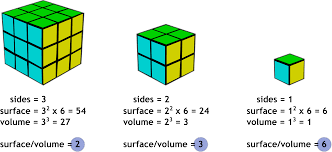 sides = 3
surface = 3² x 6 = 54
volume = 3³ = 27
surface/volume = 2
sides = 2
surface = 2² x 6 = 24
volume = 2³ = 3
surface/volume = 3
sides = 1
surface = 1² x 6 = 6
volume = 1³ = 1
surface/volume = 6